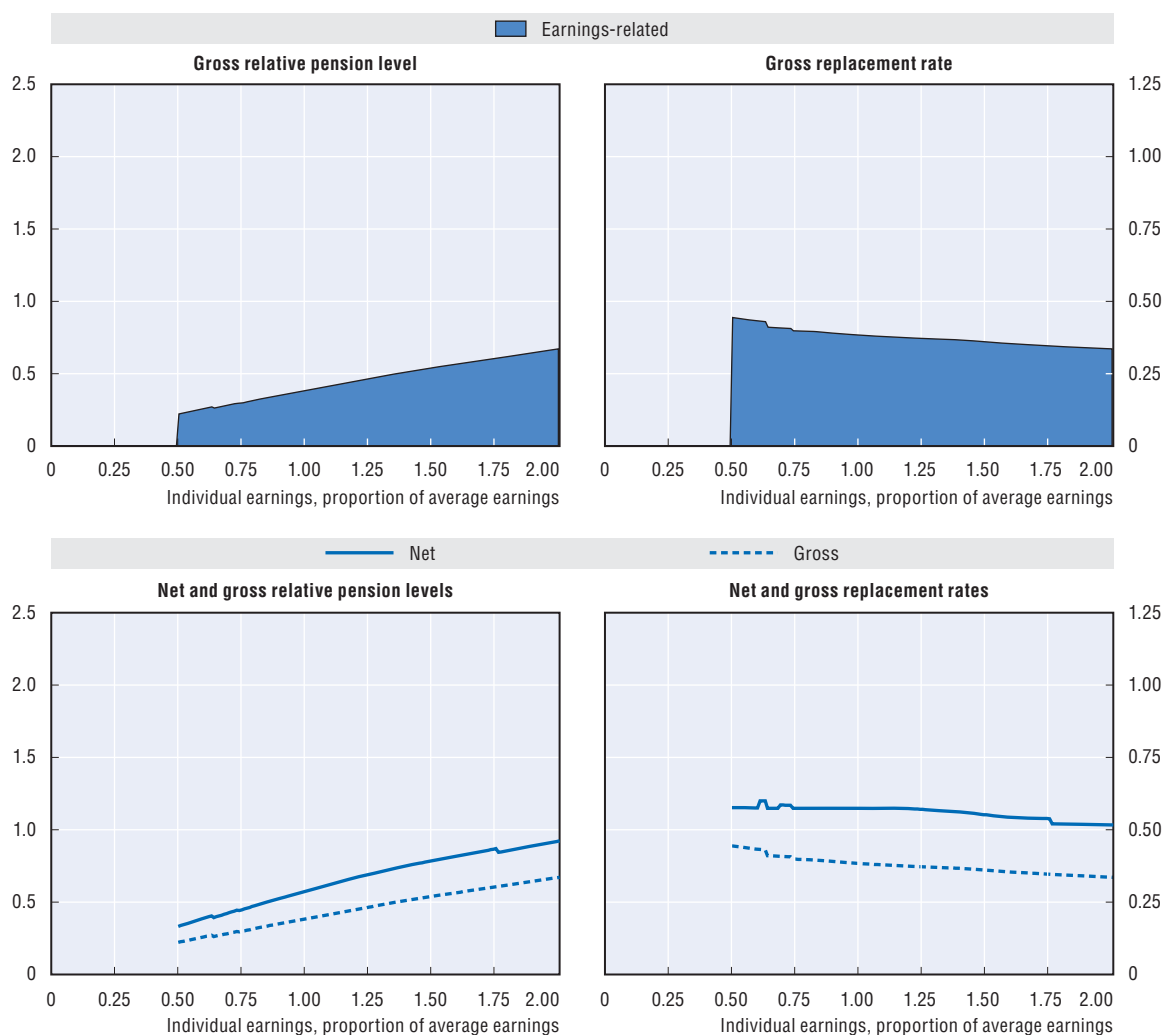 Earnings-related
Gross relative pension level
Gross replacement rate
2.5
2.0
1.5
1.0
0.5
0
1.25
1.00
0.75
0.50
0.25
0
0 0.25 0.50 0.75 1.00 1.25 1.50 1.75 2.00
0 0.25 0.50 0.75 1.00 1.25 1.50 1.75 2.00
Individual earnings, proportion of average earnings
Individual earnings, proportion of average earnings
Net Gross
Net and gross relative pension levels
Net and gross replacement rates
2.5
2.0
1.5
1.0
0.5
0
1.25
1.00
0.75
0.50
0.25
0
0 0.25 0.50 0.75 1.00 1.25 1.50 1.75 2.00
0 0.25 0.50 0.75 1.00 1.25 1.50 1.75 2.00
Individual earnings, proportion of average earnings
Individual earnings, proportion of average earnings